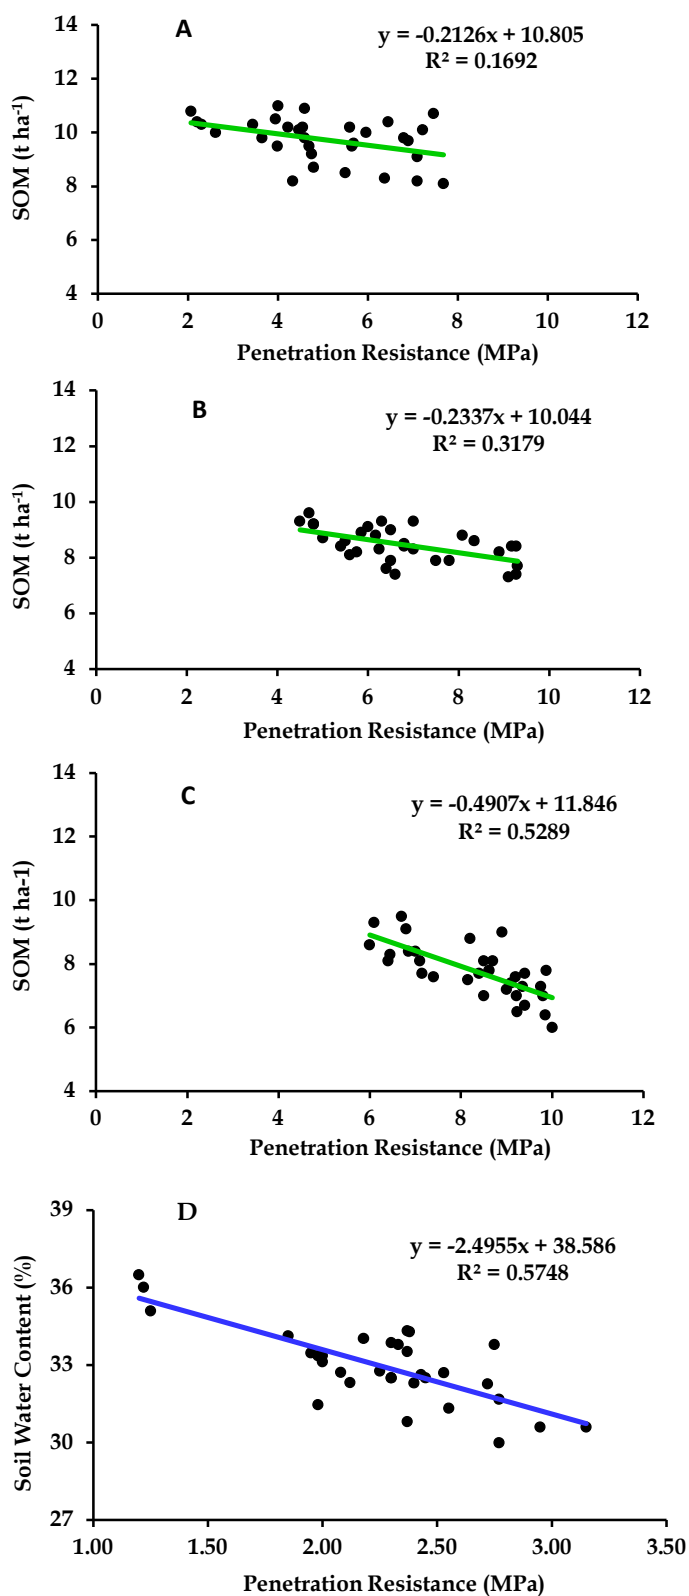 A
y = -0.2126x + 10.805
R² = 0.1692
SOM (t ha⁻¹)
14
12
10
8
6
4
0 2 4 6 8 10 12
Penetration Resistance (MPa)
B
y = -0.2337x + 10.044
R² = 0.3179
SOM (t ha⁻¹)
14
12
10
8
6
4
0 2 4 6 8 10 12
Penetration Resistance (MPa)
C
y = -0.4907x + 11.846
R² = 0.5289
SOM (t ha-1)
14
12
10
8
6
4
0 2 4 6 8 10 12
Penetration Resistance (MPa)
D
y = -2.4955x + 38.586
R² = 0.5748
Soil Water Content (%)
39
36
33
30
27
1.00 1.50 2.00 2.50 3.00 3.50
Penetration Resistance (MPa)